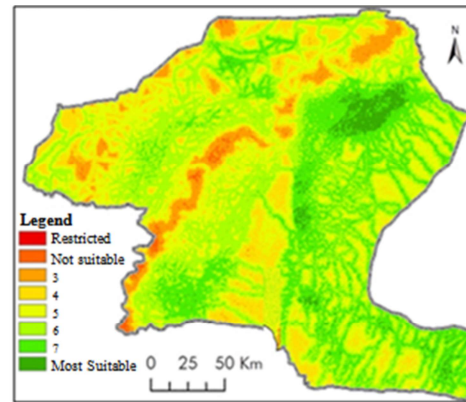 N
Legend
Restricted
Not suitable
3
4
5
6
7
Most Suitable
0 25 50 Km